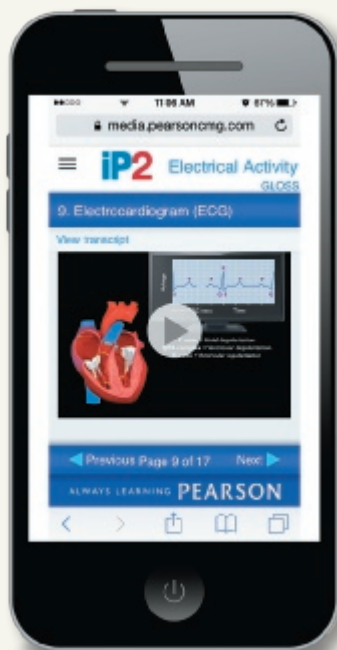 11:06 AM 87%
media.pearsoncmg.com
iP2 Electrical Activity
GLOSS
9. Electrocardiogram (ECG)
View transcript
Voltage
Time
Previous Page 9 of 17 Next
ALWAYS LEARNING PEARSON